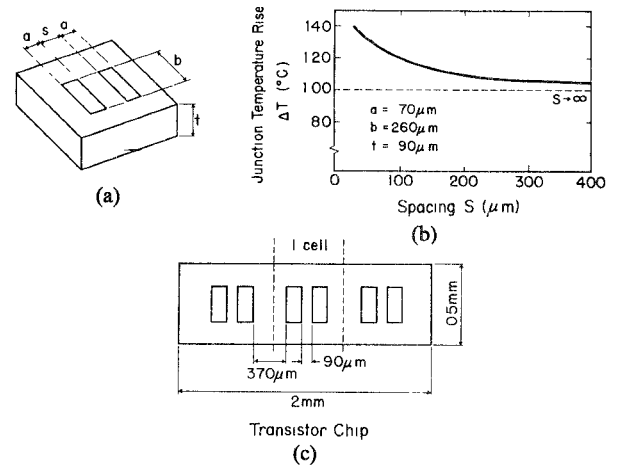 a s a
b
t
(a)
Junction Temperature Rise
ΔT (°C)
140
120
100
80
S→∞
a = 70μm
b = 260μm
t = 90μm
0 100 200 300 400
Spacing S (μm)
(b)
1 cell
05mm
370μm
90μm
2mm
Transistor Chip
(c)